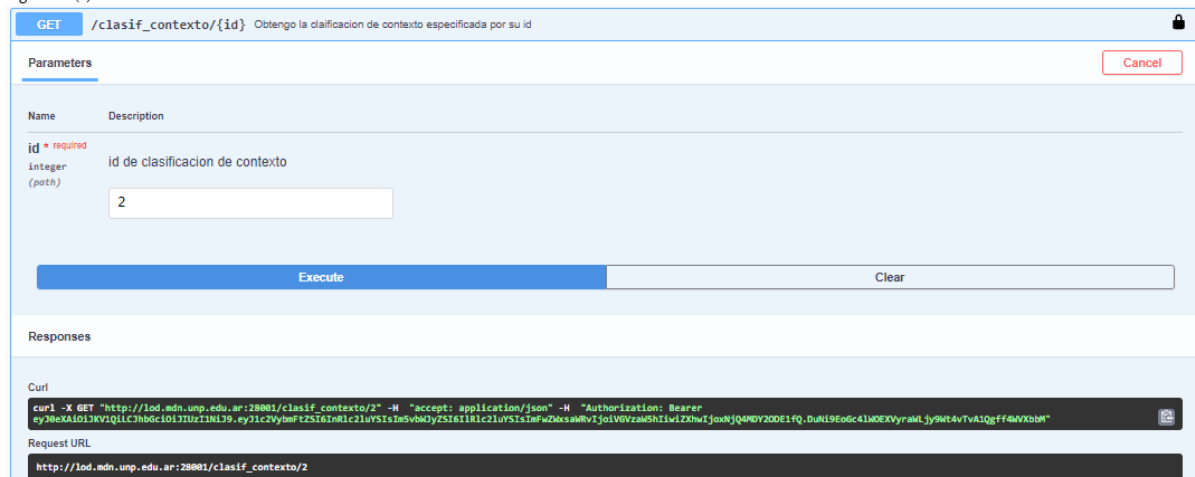 GET /clasif_contexto/{id} Obtengo la claificacion de contexto especificada por su id
Parameters
Cancel
Name Description
id * required
integer
(path)
id de clasificacion de contexto
2
Execute Clear
Responses
Curl
curl -X GET "http://lod.mdn.unp.edu.ar:28001/clasif_contexto/2" -H "accept: application/json" -H "Authorization: Bearer
Request URL
http://lod.mdn.unp.edu.ar:28001/clasif_contexto/2